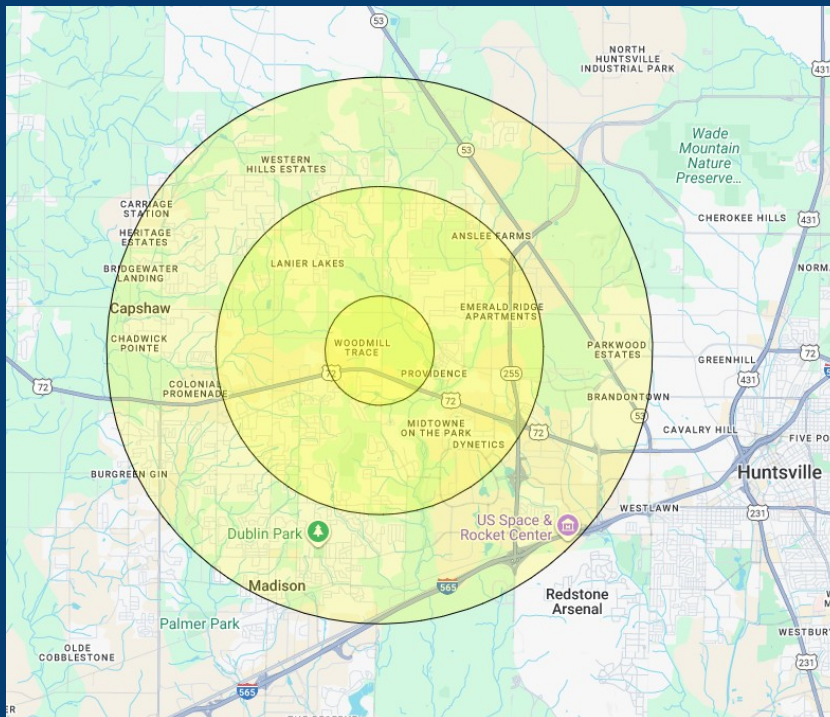 53
NORTH
HUNTSVILLE
INDUSTRIAL PARK
431
53
Wade
Mountain
Nature
Preserve...
WESTERN
HILLS ESTATES
CARRIAGE
STATION
431
CHEROKEE HILLS
HERITAGE
ESTATES
ANSLEE FARMS
LANIER LAKES
BRIDGEWATER
LANDING
NORMA
Capshaw
EMERALD RIDGE
APARTMENTS
CHADWICK
POINTE
WOODMILL
TRACE
PARKWOOD
ESTATES
GREENHILL
72
72
PROVIDENCE
255
431
72
COLONIAL
PROMENADE
72
BRANDONTOWN
53
MIDTOWNE
ON THE PARK
72
CAVALRY HILL
FIVE PO
DYNETICS
BURGREEN GIN
Huntsville
WESTLAWN
231
US Space &
Rocket Center
Dublin Park
Madison
565
Redstone
Arsenal
Palmer Park
WESTBUR
OLDE
COBBLESTONE
231
565